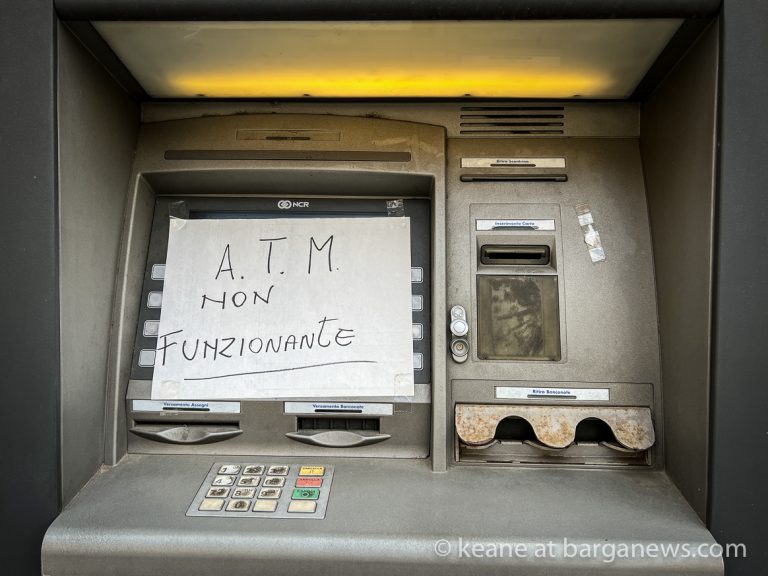 NCR
A. T. M.
NON
FUNZIONANTE
Ritiro Scontrino
Inserimento Carta
Ritiro Banconote
Versamento Assegni
Versamento Banconote
© keane at barganews.com